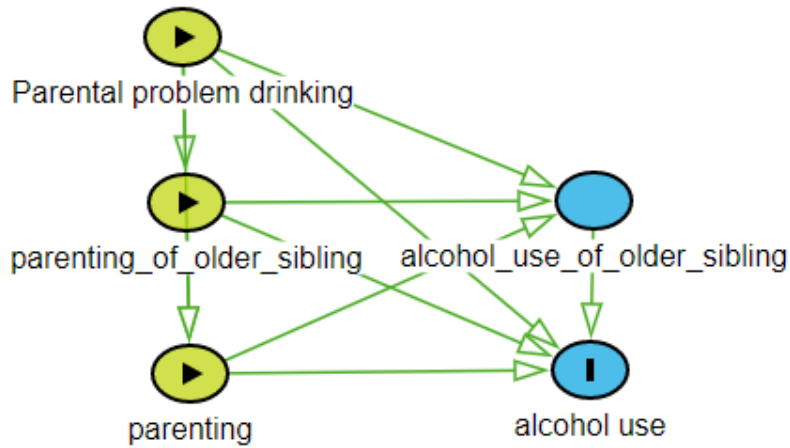 Parental problem drinking
parenting_of_older_sibling
alcohol_use_of_older_sibling
parenting
alcohol use